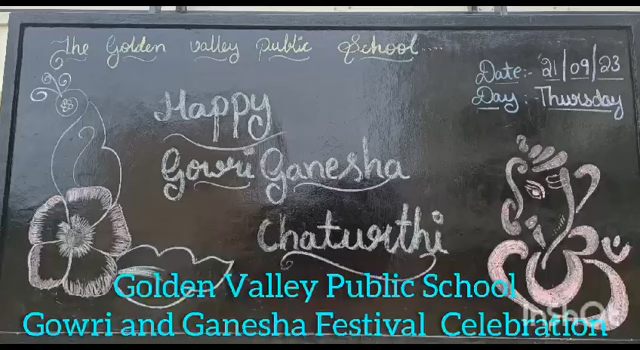 The Golden valley public School....
Date:- 21/09/23
Day:- Thursday
Happy
Gowri Ganesha
Chaturthi
Golden Valley Public School
Gowri and Ganesha Festival Celebration
InShOt